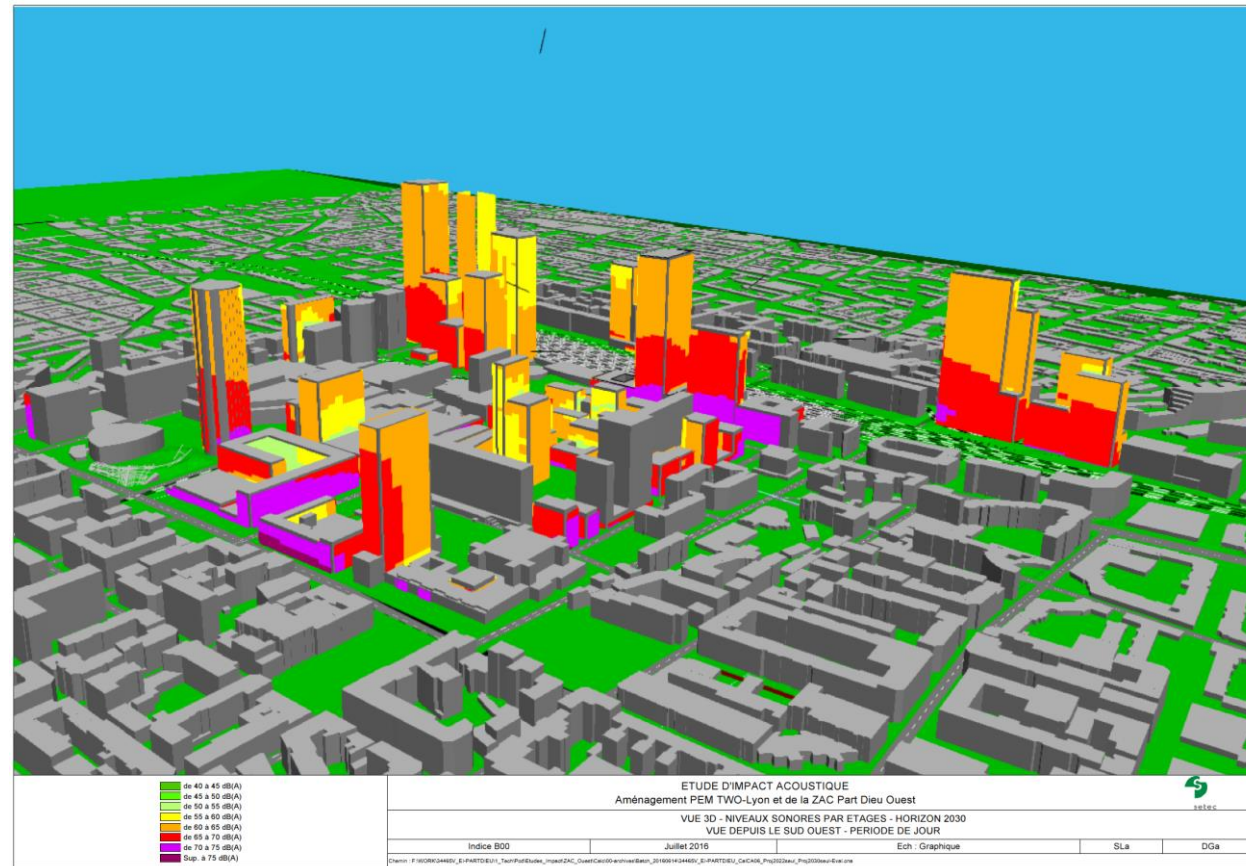 de 40 à 45 dB(A)
de 45 à 50 dB(A)
de 50 à 55 dB(A)
de 55 à 60 dB(A)
de 60 à 65 dB(A)
de 65 à 70 dB(A)
de 70 à 75 dB(A)
Sup. à 75 dB(A)
ETUDE D'IMPACT ACOUSTIQUE
Aménagement PEM TWO-Lyon et de la ZAC Part Dieu Ouest
VUE 3D - NIVEAUX SONORES PAR ETAGES - HORIZON 2030
VUE DEPUIS LE SUD OUEST - PERIODE DE JOUR
setec
Indice B00
Juillet 2016
Ech : Graphique
SLa
DGa
Chemin :